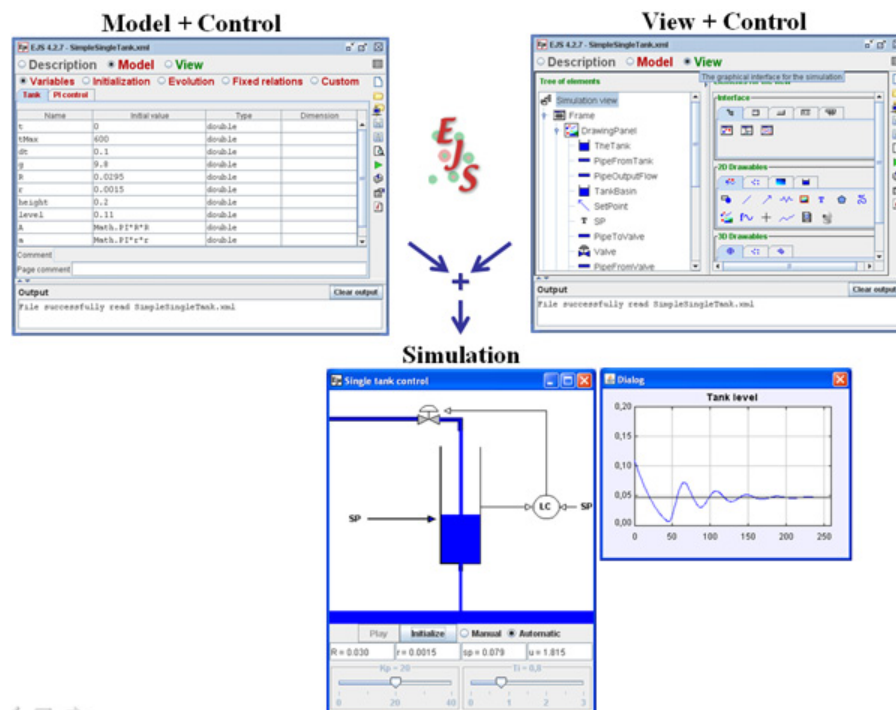 Model + Control
EJS 4.2.7 - SimpleSingleTank.xml
Description Model View
Variables Initialization Evolution Fixed relations Custom
Tank PI control
Name Initial value Type Dimension
t 0 double
tMax 600 double
dt 0.1 double
g 9.8 double
R 0.0295 double
r 0.0015 double
height 0.2 double
level 0.11 double
A Math.PI*R*R double
a Math.PI*r*r double
Comment
Page comment
Output Clear output
File successfully read SimpleSingleTank.xml
EJS
View + Control
EJS 4.2.7 - SimpleSingleTank.xml
Description Model View
The graphical interface for the simulation
Tree of elements
Simulation view
Frame
DrawingPanel
TheTank
PipeFromTank
PipeOutputFlow
TankBasin
SetPoint
T SP
PipeToValve
Valve
PipeFromValve
Interface
2D Drawables
3D Drawables
Output Clear output
File successfully read SimpleSingleTank.xml
+
Simulation
Single tank control
SP
LC
SP
Play Initialize Manual Automatic
R = 0.030 r = 0.0015 sp = 0.079 u = 1.815
Kp = 20 Ti = 0,8
0 20 40 0 1 2 3
Dialog
Tank level
0,20
0,15
0,10
0,05
0,00
0 50 100 150 200 250